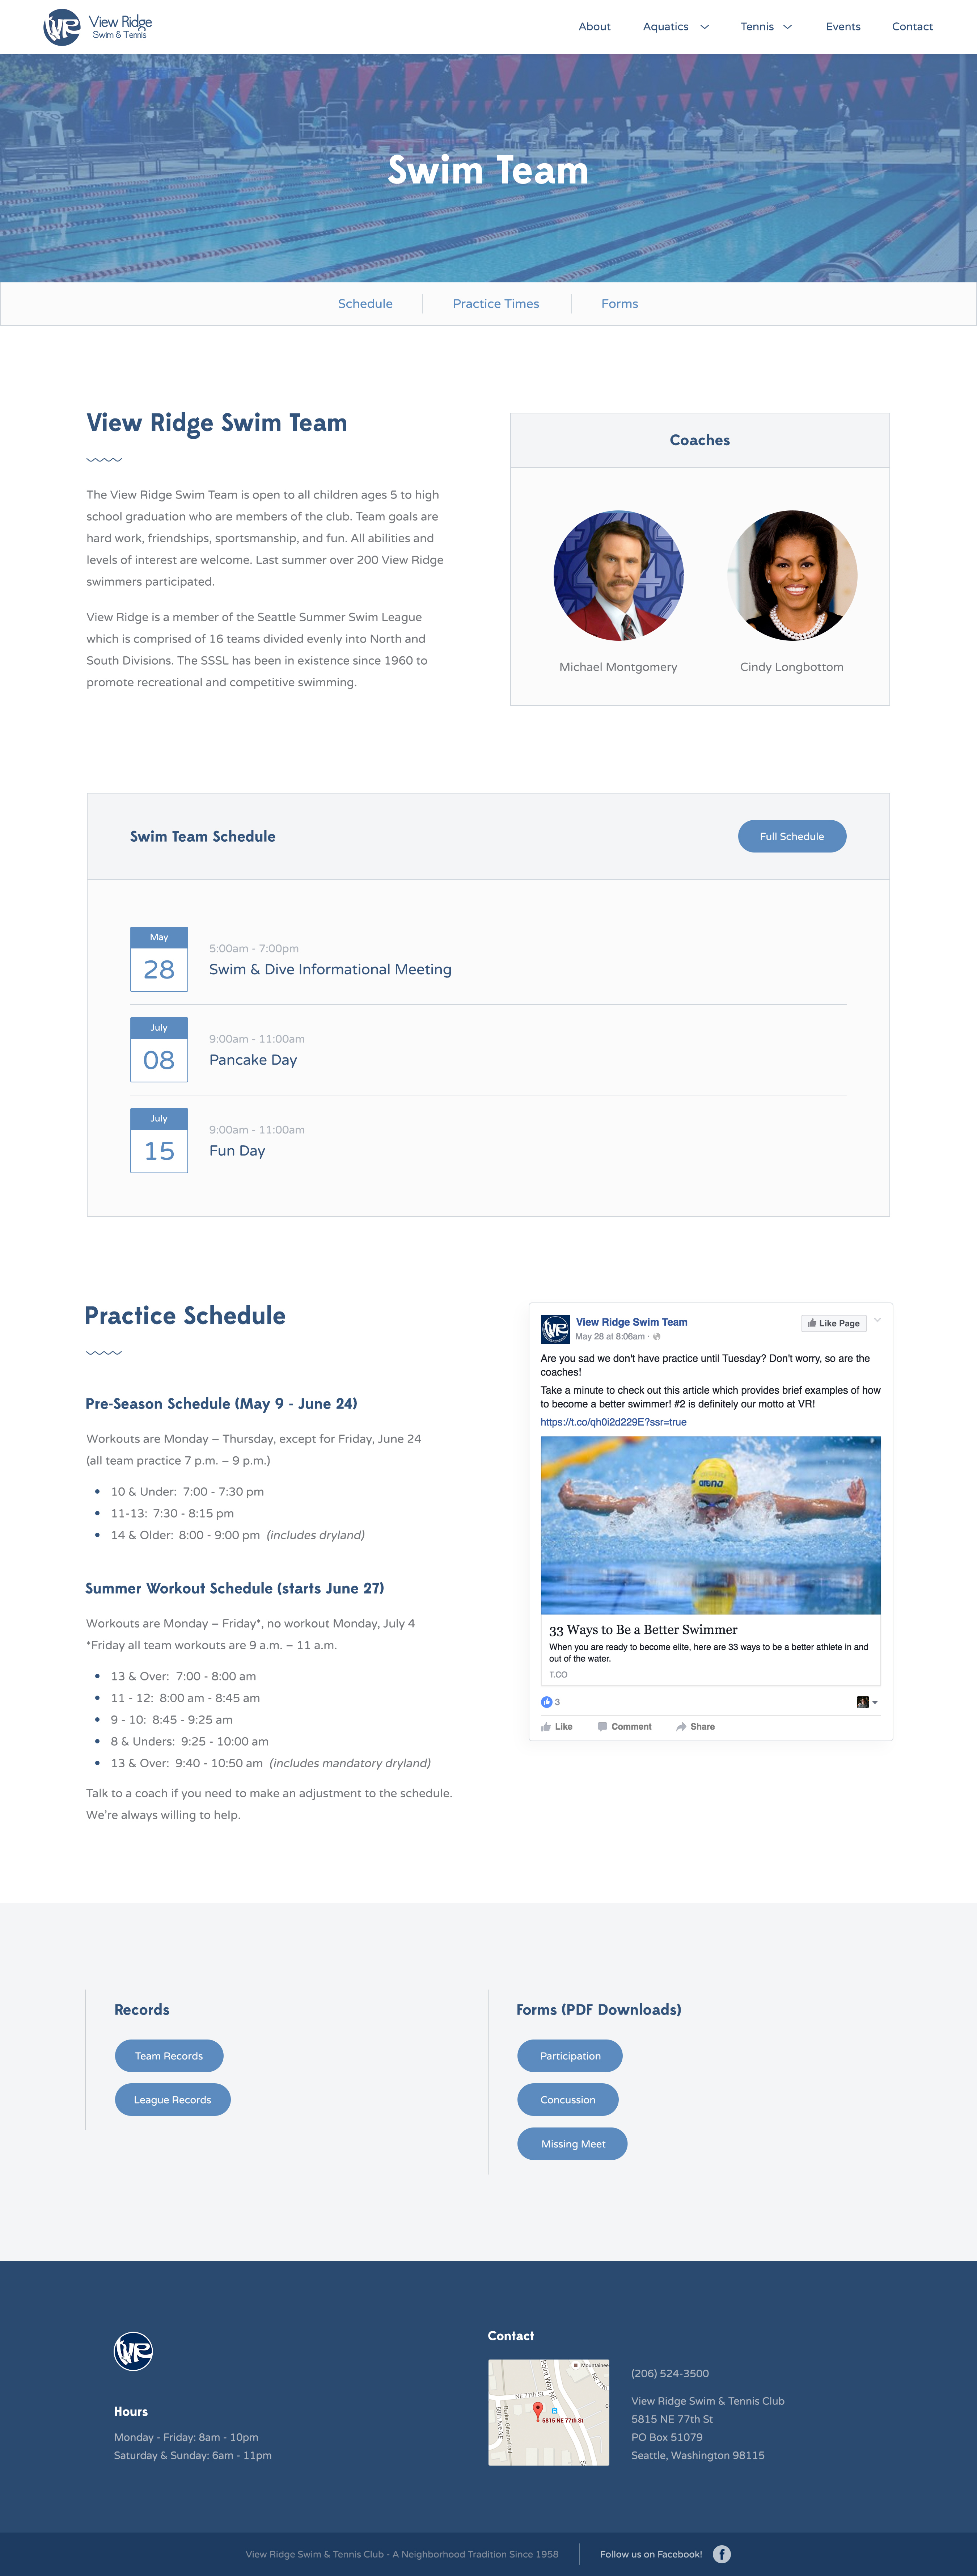 View Ridge
Swim & Tennis
About
Aquatics
Tennis
Events
Contact
Swim Team
Schedule
Practice Times
Forms
View Ridge Swim Team
The View Ridge Swim Team is open to all children ages 5 to high
school graduation who are members of the club. Team goals are
hard work, friendships, sportsmanship, and fun. All abilities and
levels of interest are welcome. Last summer over 200 View Ridge
swimmers participated.
View Ridge is a member of the Seattle Summer Swim League
which is comprised of 16 teams divided evenly into North and
South Divisions. The SSSL has been in existence since 1960 to
promote recreational and competitive swimming.
Coaches
Michael Montgomery
Cindy Longbottom
Swim Team Schedule
Full Schedule
May
28
5:00am - 7:00pm
Swim & Dive Informational Meeting
July
08
9:00am - 11:00am
Pancake Day
July
15
9:00am - 11:00am
Fun Day
Practice Schedule
Pre-Season Schedule (May 9 - June 24)
Workouts are Monday – Thursday, except for Friday, June 24
(all team practice 7 p.m. – 9 p.m.)
• 10 & Under: 7:00 - 7:30 pm
• 11-13: 7:30 - 8:15 pm
• 14 & Older: 8:00 - 9:00 pm (includes dryland)
Summer Workout Schedule (starts June 27)
Workouts are Monday – Friday*, no workout Monday, July 4
*Friday all team workouts are 9 a.m. – 11 a.m.
• 13 & Over: 7:00 - 8:00 am
• 11 - 12: 8:00 am - 8:45 am
• 9 - 10: 8:45 - 9:25 am
• 8 & Unders: 9:25 - 10:00 am
• 13 & Over: 9:40 - 10:50 am (includes mandatory dryland)
Talk to a coach if you need to make an adjustment to the schedule.
We're always willing to help.
View Ridge Swim Team
May 28 at 8:06am ·
Like Page
Are you sad we don't have practice until Tuesday? Don't worry, so are the
coaches!
Take a minute to check out this article which provides brief examples of how
to become a better swimmer! #2 is definitely our motto at VR!
https://t.co/qh0i2d229E?ssr=true
arena
33 Ways to Be a Better Swimmer
When you are ready to become elite, here are 33 ways to be a better athlete in and
out of the water.
T.CO
3
Like
Comment
Share
Records
Team Records
League Records
Forms (PDF Downloads)
Participation
Concussion
Missing Meet
Hours
Monday - Friday: 8am - 10pm
Saturday & Sunday: 6am - 11pm
Contact
Mountaineer
Point Way NE
NE 77th St
NE 77th
5815 NE 77th St
58th Ave NE
Burke-Gilman Trail
(206) 524-3500
View Ridge Swim & Tennis Club
5815 NE 77th St
PO Box 51079
Seattle, Washington 98115
View Ridge Swim & Tennis Club - A Neighborhood Tradition Since 1958
Follow us on Facebook!